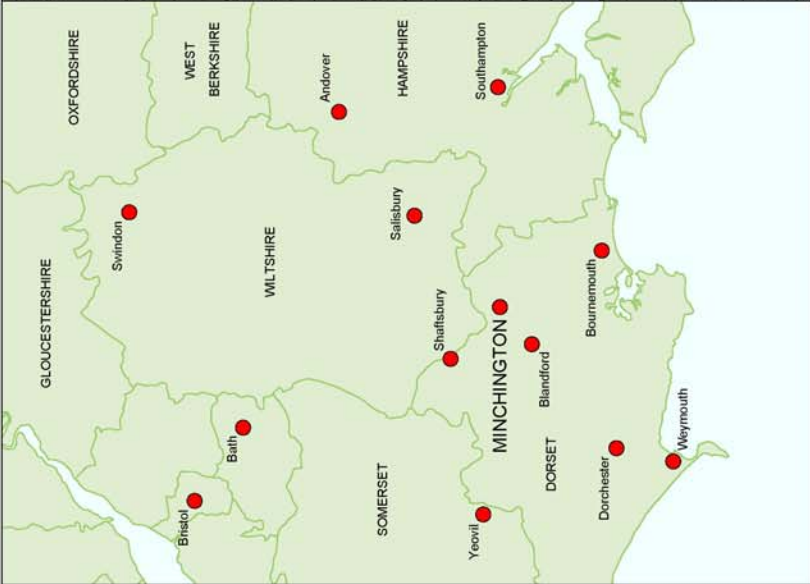 GLOUCESTERSHIRE
OXFORDSHIRE
Swindon
Bristol
WEST
BERKSHIRE
Bath
WILTSHIRE
Andover
SOMERSET
Salisbury
HAMPSHIRE
Shaftsbury
Yeovil
Southampton
MINCHINGTON
Blandford
DORSET
Bournemouth
Dorchester
Weymouth